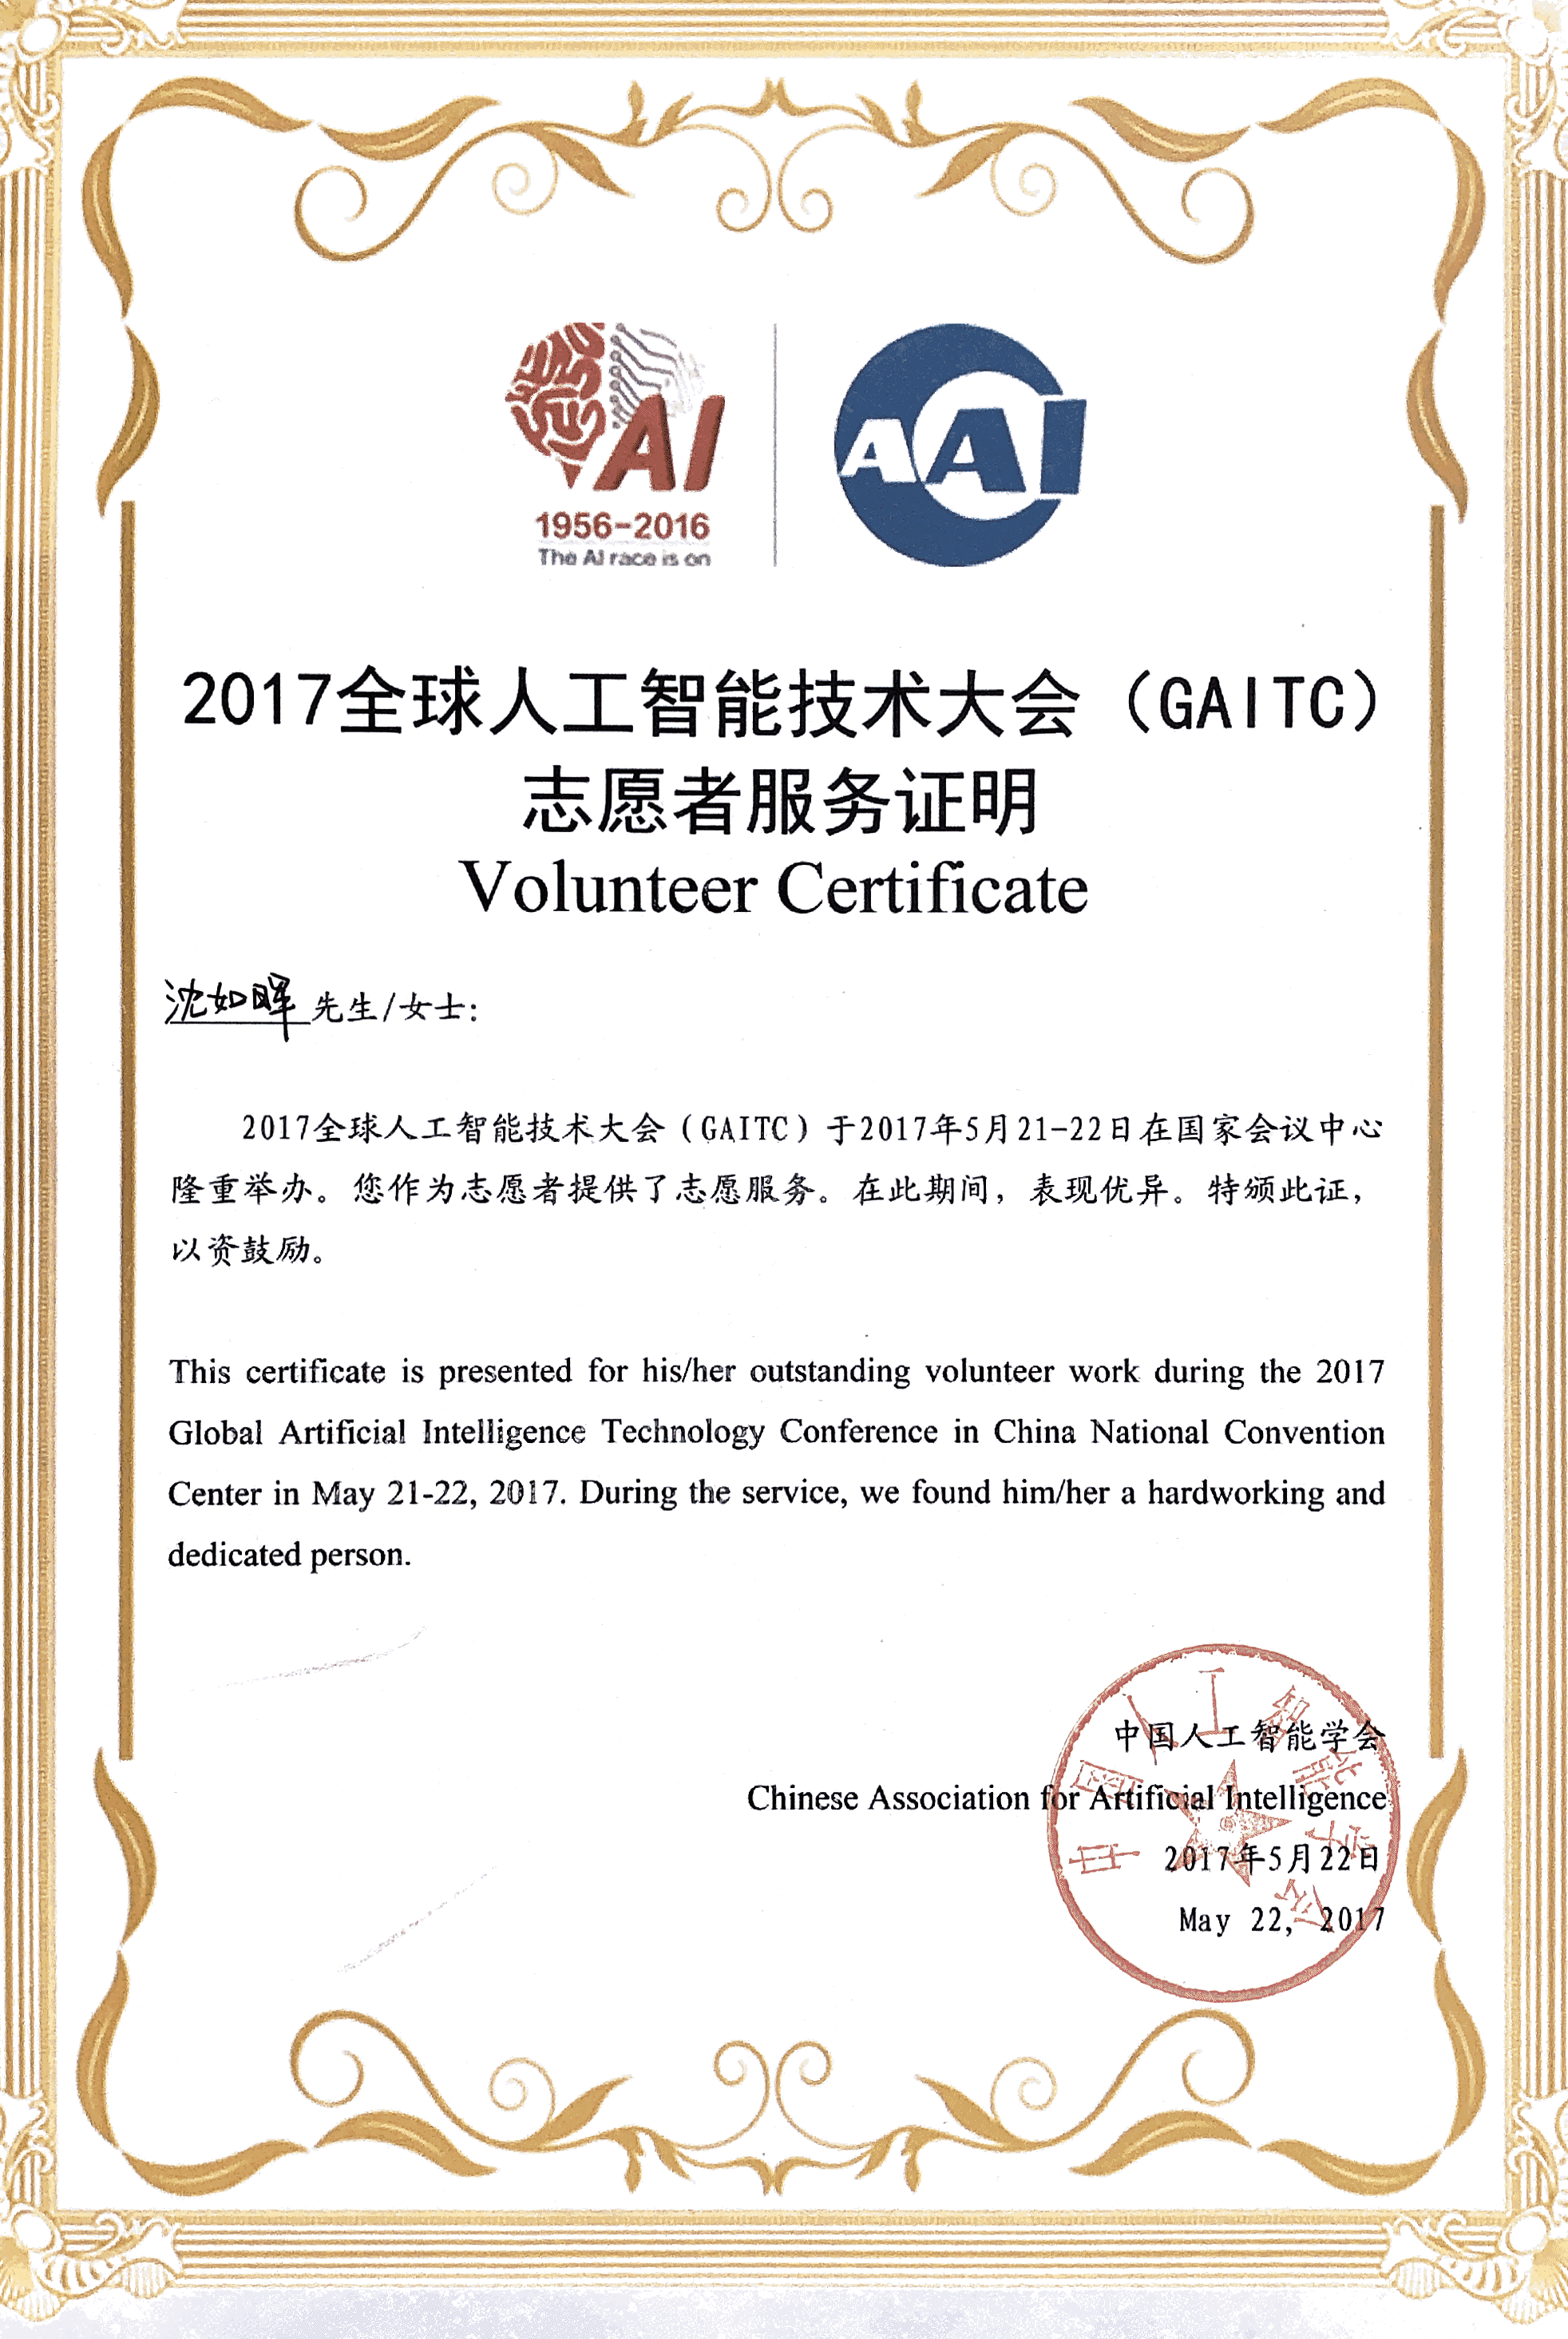 AI
1956-2016
The AI race is on
CAAI
2017全球人工智能技术大会（GAITC）
志愿者服务证明
Volunteer Certificate
沈如晖 先生/女士：
2017全球人工智能技术大会（GAITC）于2017年5月21-22日在国家会议中心
隆重举办。您作为志愿者提供了志愿服务。在此期间，表现优异。特颁此证，
以资鼓励。
This certificate is presented for his/her outstanding volunteer work during the 2017
Global Artificial Intelligence Technology Conference in China National Convention
Center in May 21-22, 2017. During the service, we found him/her a hardworking and
dedicated person.
中国人工智能学会
中国人工智能学会
Chinese Association for Artificial Intelligence
2017年5月22日
May 22, 2017